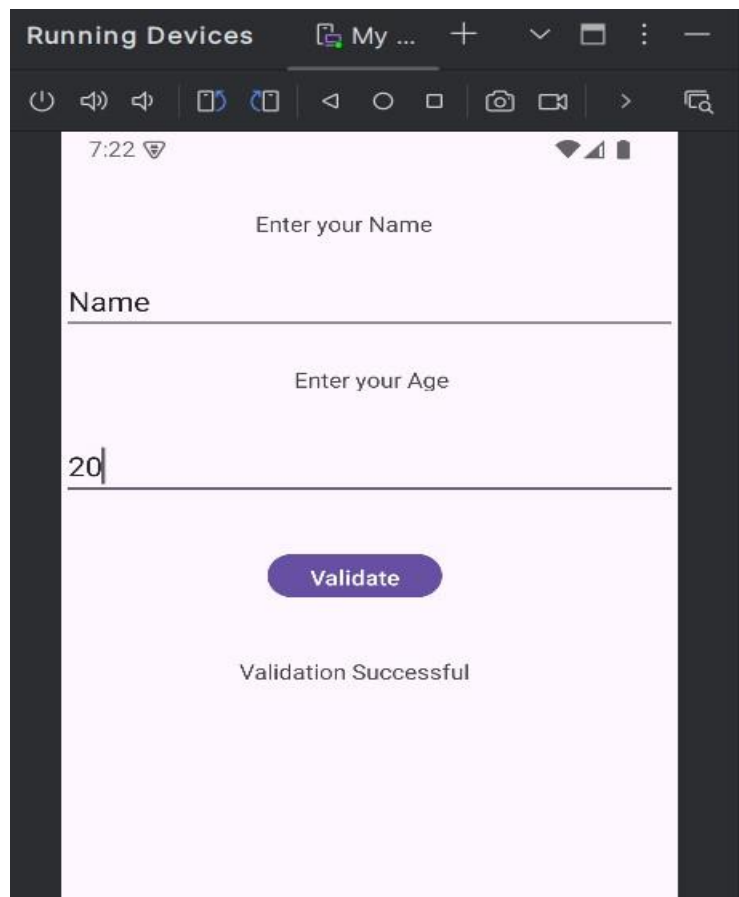 Running Devices My ...
7:22
Enter your Name
Name
Enter your Age
20
Validate
Validation Successful